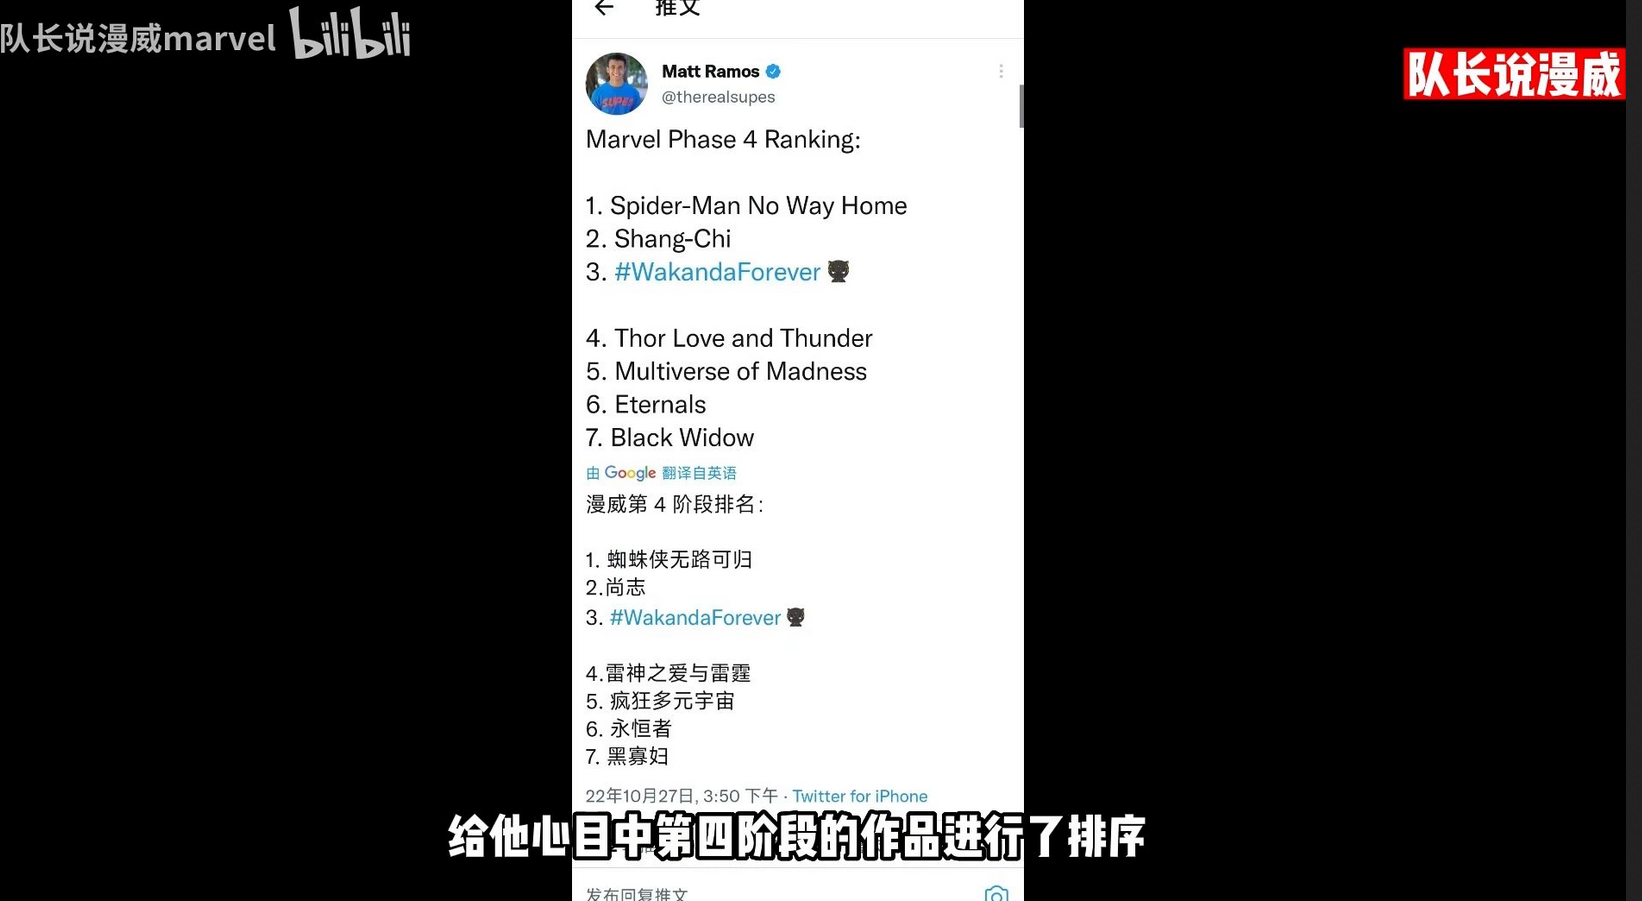 推文
队长说漫威marvel bilibili
队长说漫威
Matt Ramos
@therealsupes
SUPES
Marvel Phase 4 Ranking:
1. Spider-Man No Way Home
2. Shang-Chi
3. #WakandaForever
4. Thor Love and Thunder
5. Multiverse of Madness
6. Eternals
7. Black Widow
由 Google 翻译自英语
漫威第 4 阶段排名:
1. 蜘蛛侠无路可归
2.尚志
3. #WakandaForever
4.雷神之爱与雷霆
5. 疯狂多元宇宙
6. 永恒者
7. 黑寡妇
22年10月27日, 3:50 下午 · Twitter for iPhone
给他心目中第四阶段的作品进行了排序
发布回复推文